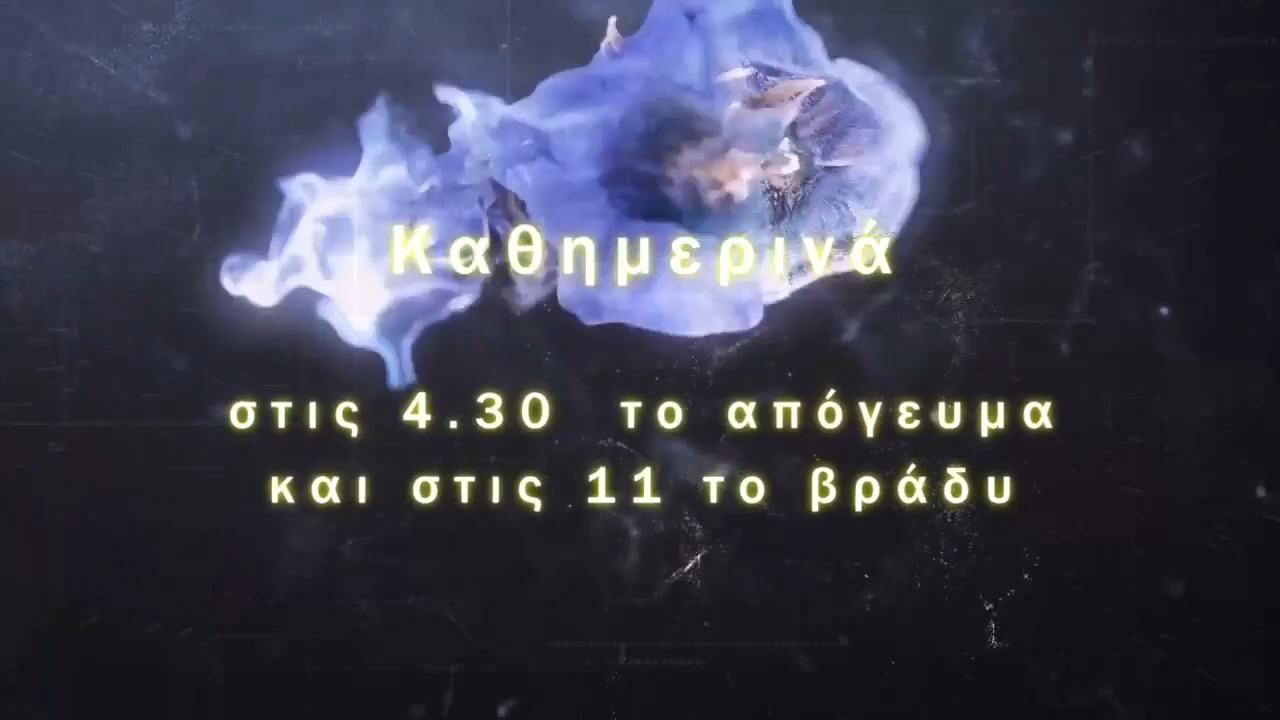 Καθημερινά
στις 4.30 το απόγευμα
και στις 11 το βράδυ